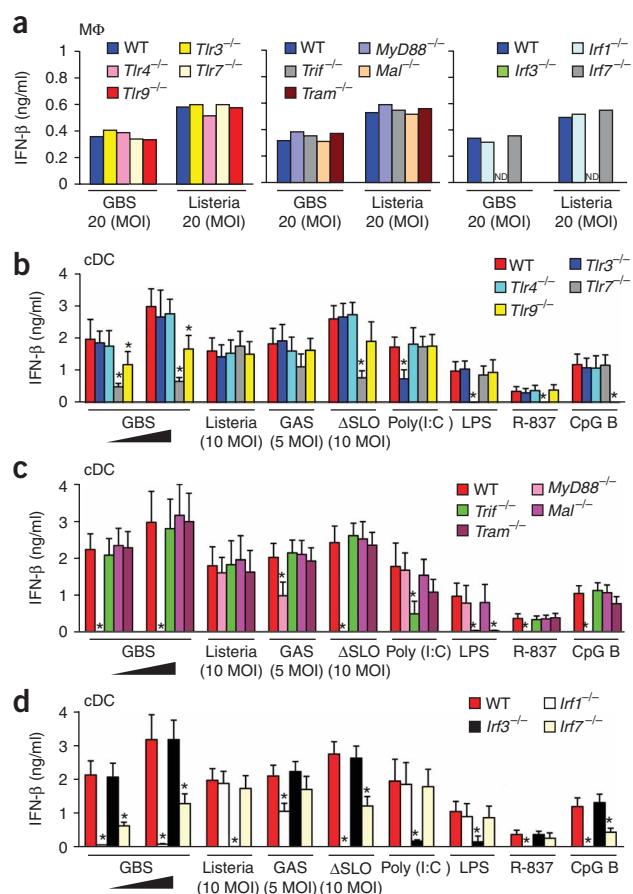 a
MΦ
WT Tlr3–/–
Tlr4–/– Tlr7–/–
Tlr9–/–
WT MyD88–/–
Trif–/– Mal–/–
Tram–/–
WT Irf1–/–
Irf3–/– Irf7–/–
IFN-β (ng/ml)
1
0.8
0.6
0.4
0.2
0
ND ND
GBS Listeria GBS Listeria GBS Listeria
20 (MOI) 20 (MOI) 20 (MOI) 20 (MOI) 20 (MOI) 20 (MOI)
b
cDC
WT Tlr3–/–
Tlr4–/– Tlr7–/–
Tlr9–/–
IFN-β (ng/ml)
4
3
2
1
0
* * * * * * * * *
GBS Listeria GAS ΔSLO Poly(I:C) LPS R-837 CpG B
(10 MOI) (5 MOI) (10 MOI)
c
cDC
WT MyD88–/–
Trif–/– Mal–/–
Tram–/–
IFN-β (ng/ml)
4
3
2
1
0
* * * * * * * * *
GBS Listeria GAS ΔSLO Poly (I:C) LPS R-837 CpG B
(10 MOI) (5 MOI) (10 MOI)
d
cDC
WT Irf1–/–
Irf3–/– Irf7–/–
IFN-β (ng/ml)
4
3
2
1
0
* * * * * * * * * * * * *
GBS Listeria GAS ΔSLO Poly(I:C) LPS R-837 CpG B
(10 MOI) (5 MOI) (10 MOI)